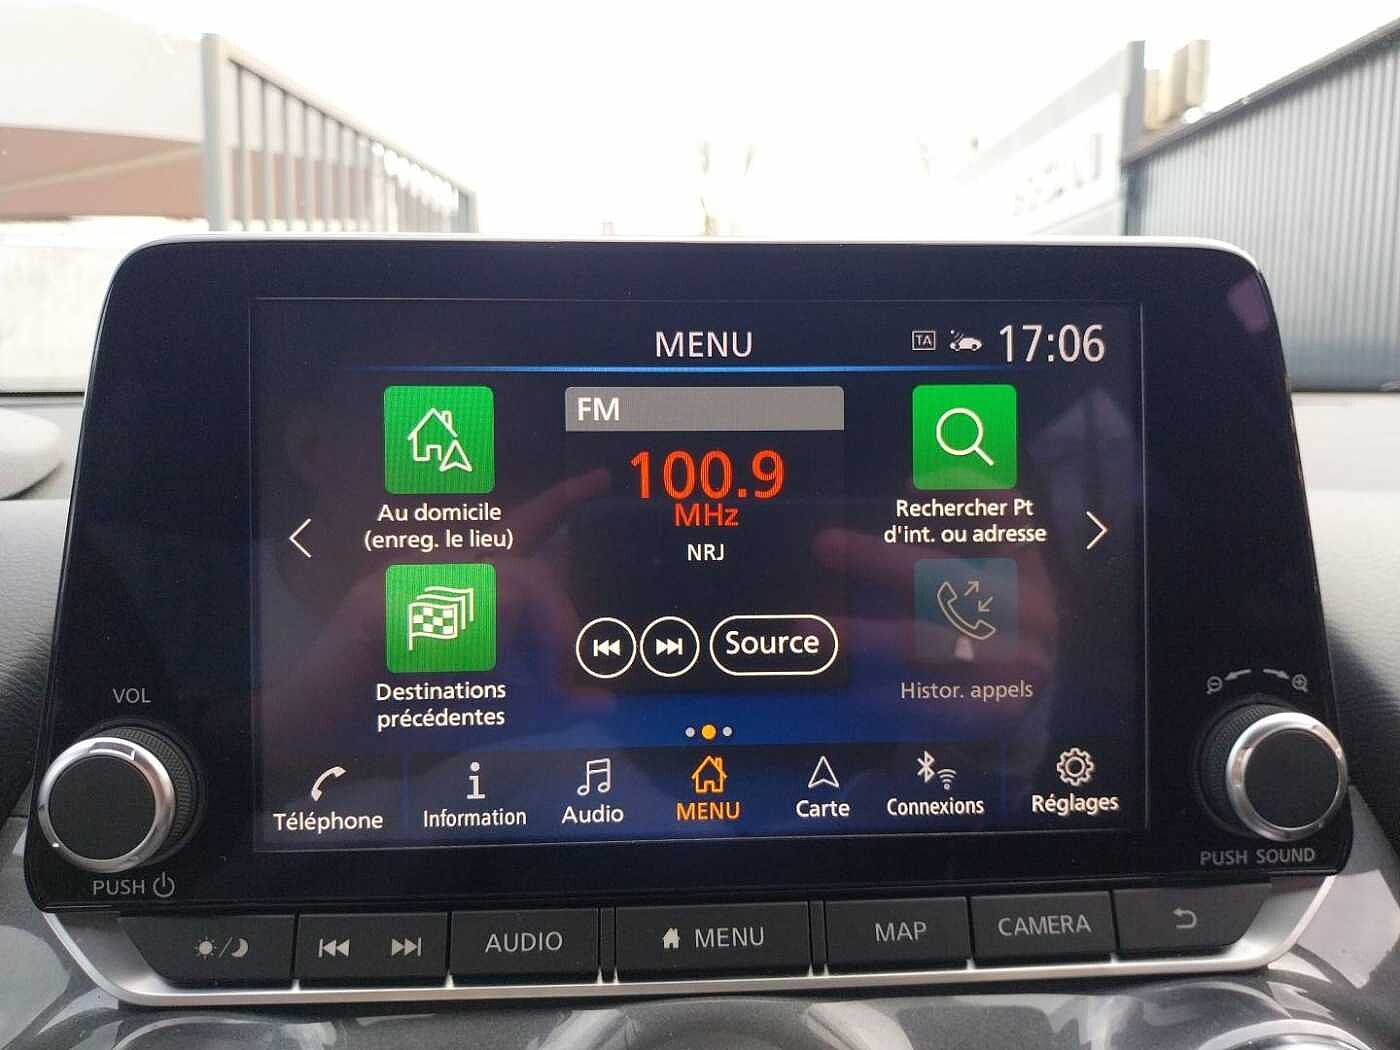 MENU
TA
17:06
FM
100.9
MHz
NRJ
Source
Au domicile
(enreg. le lieu)
Destinations
précédentes
Rechercher Pt
d'int. ou adresse
Histor. appels
Téléphone
Information
Audio
MENU
Carte
Connexions
Réglages
VOL
PUSH
PUSH SOUND
AUDIO
MENU
MAP
CAMERA